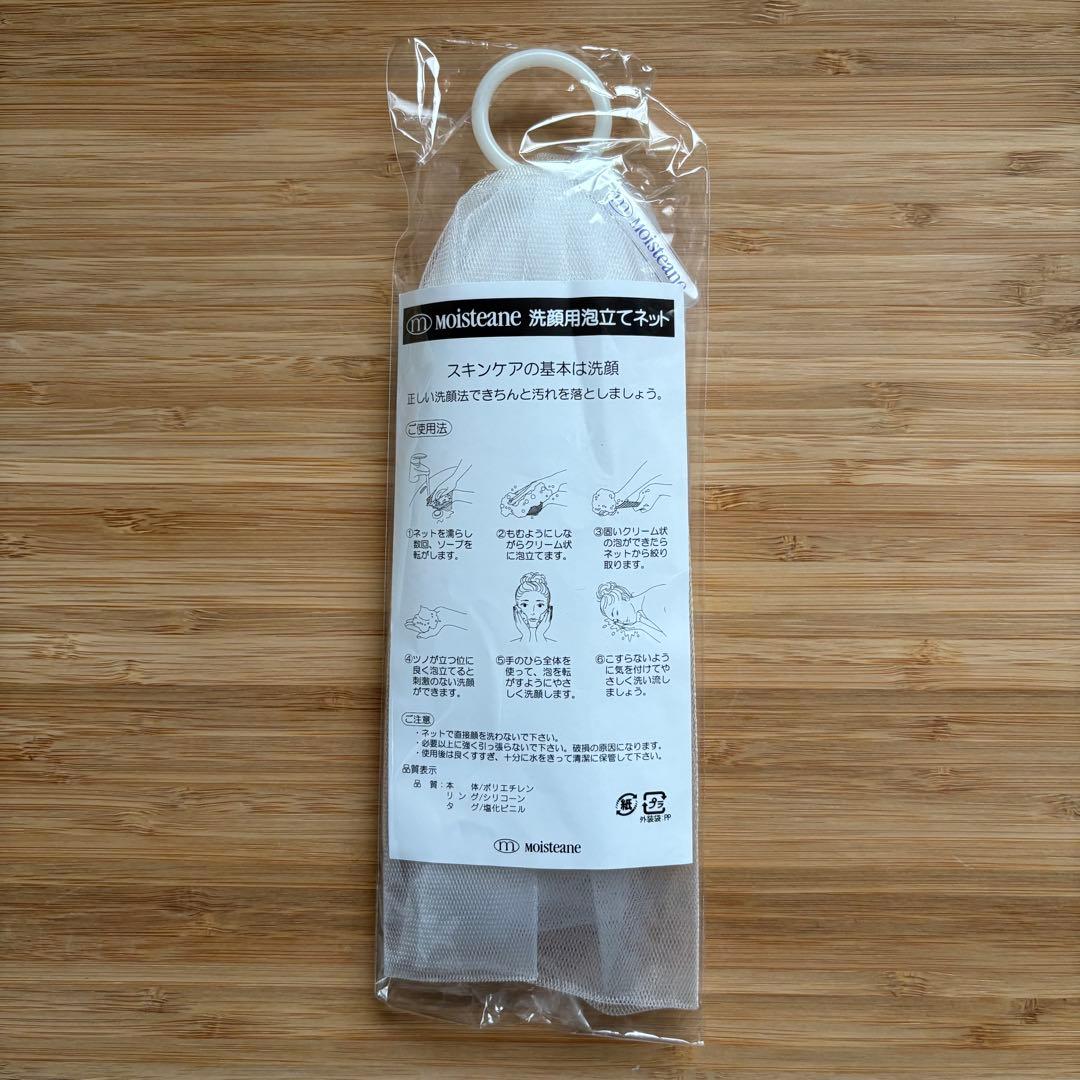 m Moisteane
m Moisteane 洗顔用泡立てネット
スキンケアの基本は洗顔
正しい洗顔法できちんと汚れを落としましょう。
ご使用法
①ネットを濡らし
数回、ソープを
転がします。
②もむようにしな
がらクリーム状
に泡立てます。
③固いクリーム状
の泡ができたら
ネットから絞り
取ります。
④ツノが立つ位に
良く泡立てると
刺激のない洗顔
ができます。
⑤手のひら全体を
使って、泡を転
がすようにやさ
しく洗顔します。
⑥こすらないよう
に気を付けてや
さしく洗い流し
ましょう。
ご注意
・ネットで直接顔を洗わないで下さい。
・必要以上に強く引っ張らないで下さい。破損の原因になります。
・使用後は良くすすぎ、十分に水をきって清潔に保管して下さい。
品質表示
品 質：本 体/ポリエチレン
リ ン グ/シリコーン
タ グ/塩化ビニル
紙 プラ
外装袋:PP
m Moisteane